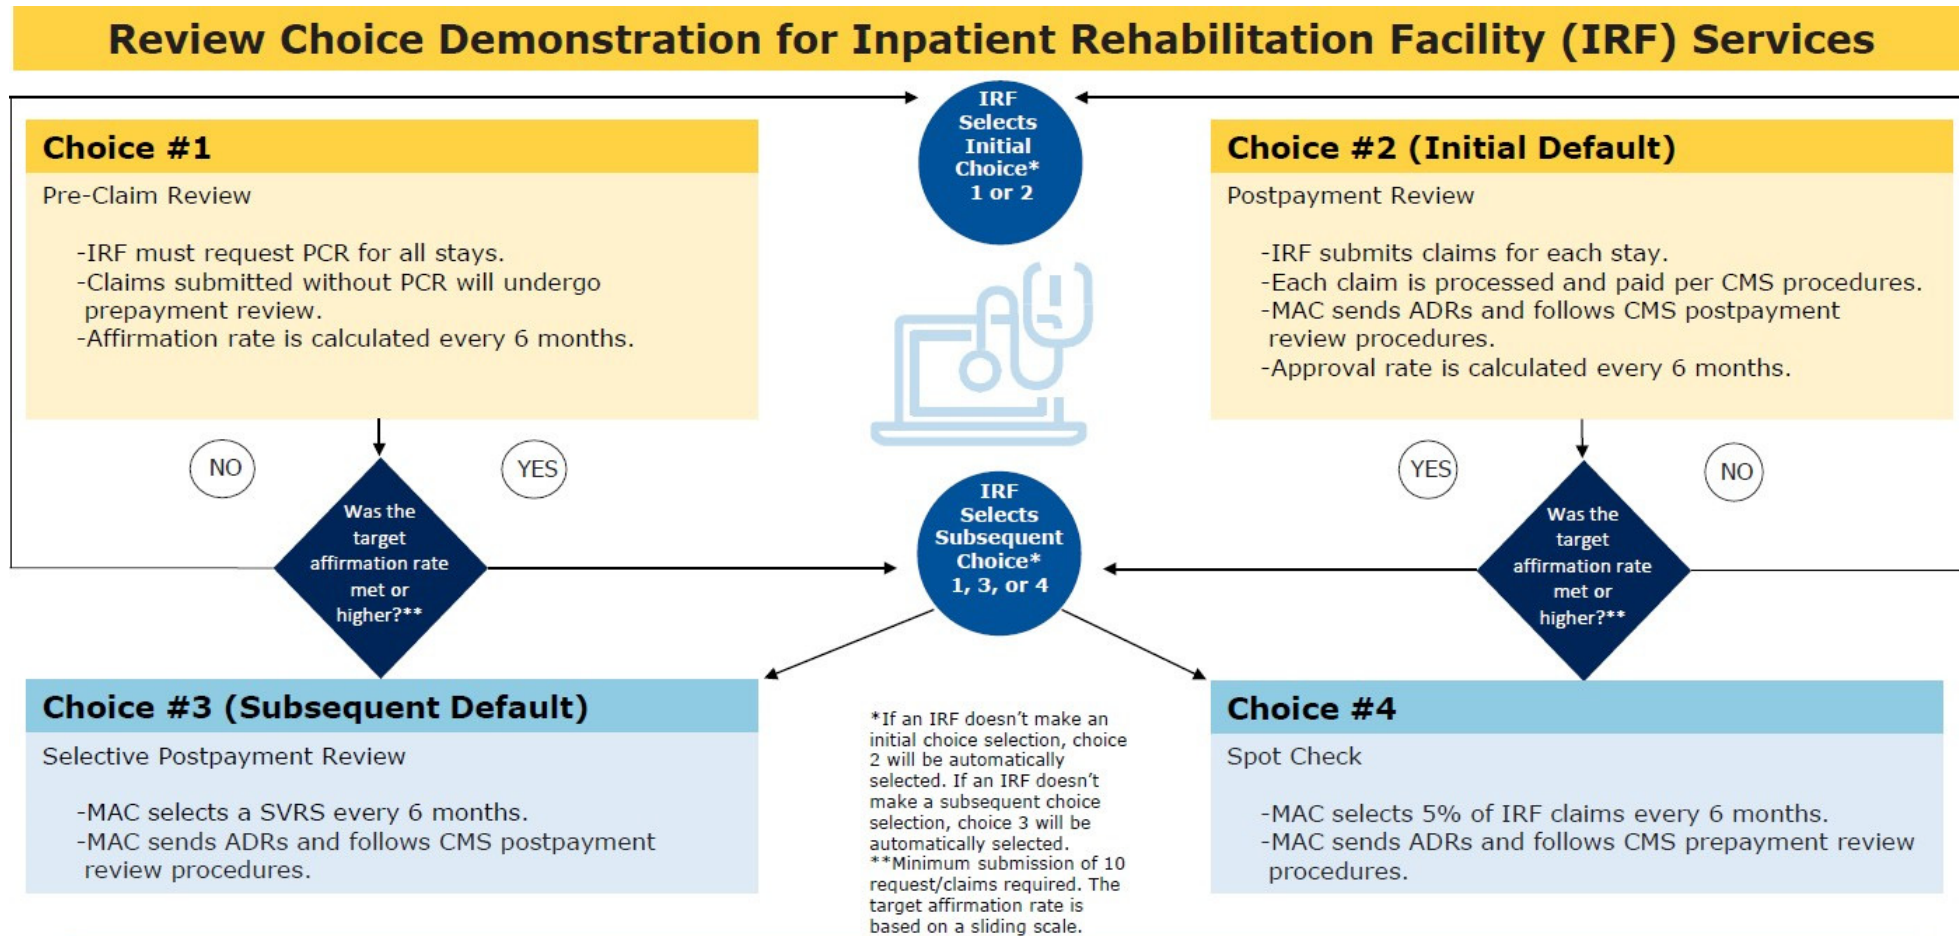 Review Choice Demonstration for Inpatient Rehabilitation Facility (IRF) Services
IRF
Selects
Initial
Choice*
1 or 2
Choice #1
Pre-Claim Review
-IRF must request PCR for all stays.
-Claims submitted without PCR will undergo
prepayment review.
-Affirmation rate is calculated every 6 months.
Choice #2 (Initial Default)
Postpayment Review
-IRF submits claims for each stay.
-Each claim is processed and paid per CMS procedures.
-MAC sends ADRs and follows CMS postpayment
review procedures.
-Approval rate is calculated every 6 months.
NO
YES
Was the
target
affirmation rate
met or
higher?**
IRF
Selects
Subsequent
Choice*
1, 3, or 4
YES
NO
Was the
target
affirmation rate
met or
higher?**
Choice #3 (Subsequent Default)
Selective Postpayment Review
-MAC selects a SVRS every 6 months.
-MAC sends ADRs and follows CMS postpayment
review procedures.
*If an IRF doesn't make an
initial choice selection, choice
2 will be automatically
selected. If an IRF doesn't
make a subsequent choice
selection, choice 3 will be
automatically selected.
**Minimum submission of 10
request/claims required. The
target affirmation rate is
based on a sliding scale.
Choice #4
Spot Check
-MAC selects 5% of IRF claims every 6 months.
-MAC sends ADRs and follows CMS prepayment review
procedures.